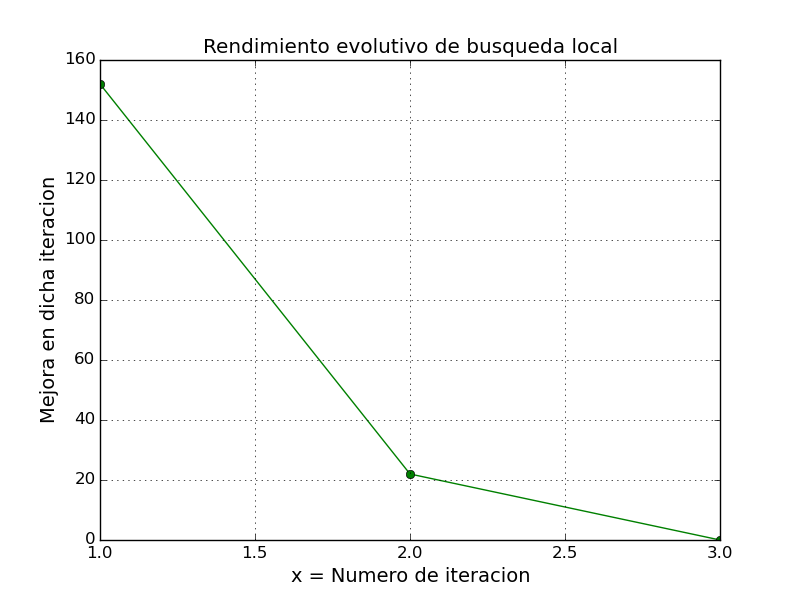 Rendimiento evolutivo de busqueda local
160
140
120
100
80
60
40
20
0
Mejora en dicha iteracion
1.0 1.5 2.0 2.5 3.0
x = Numero de iteracion